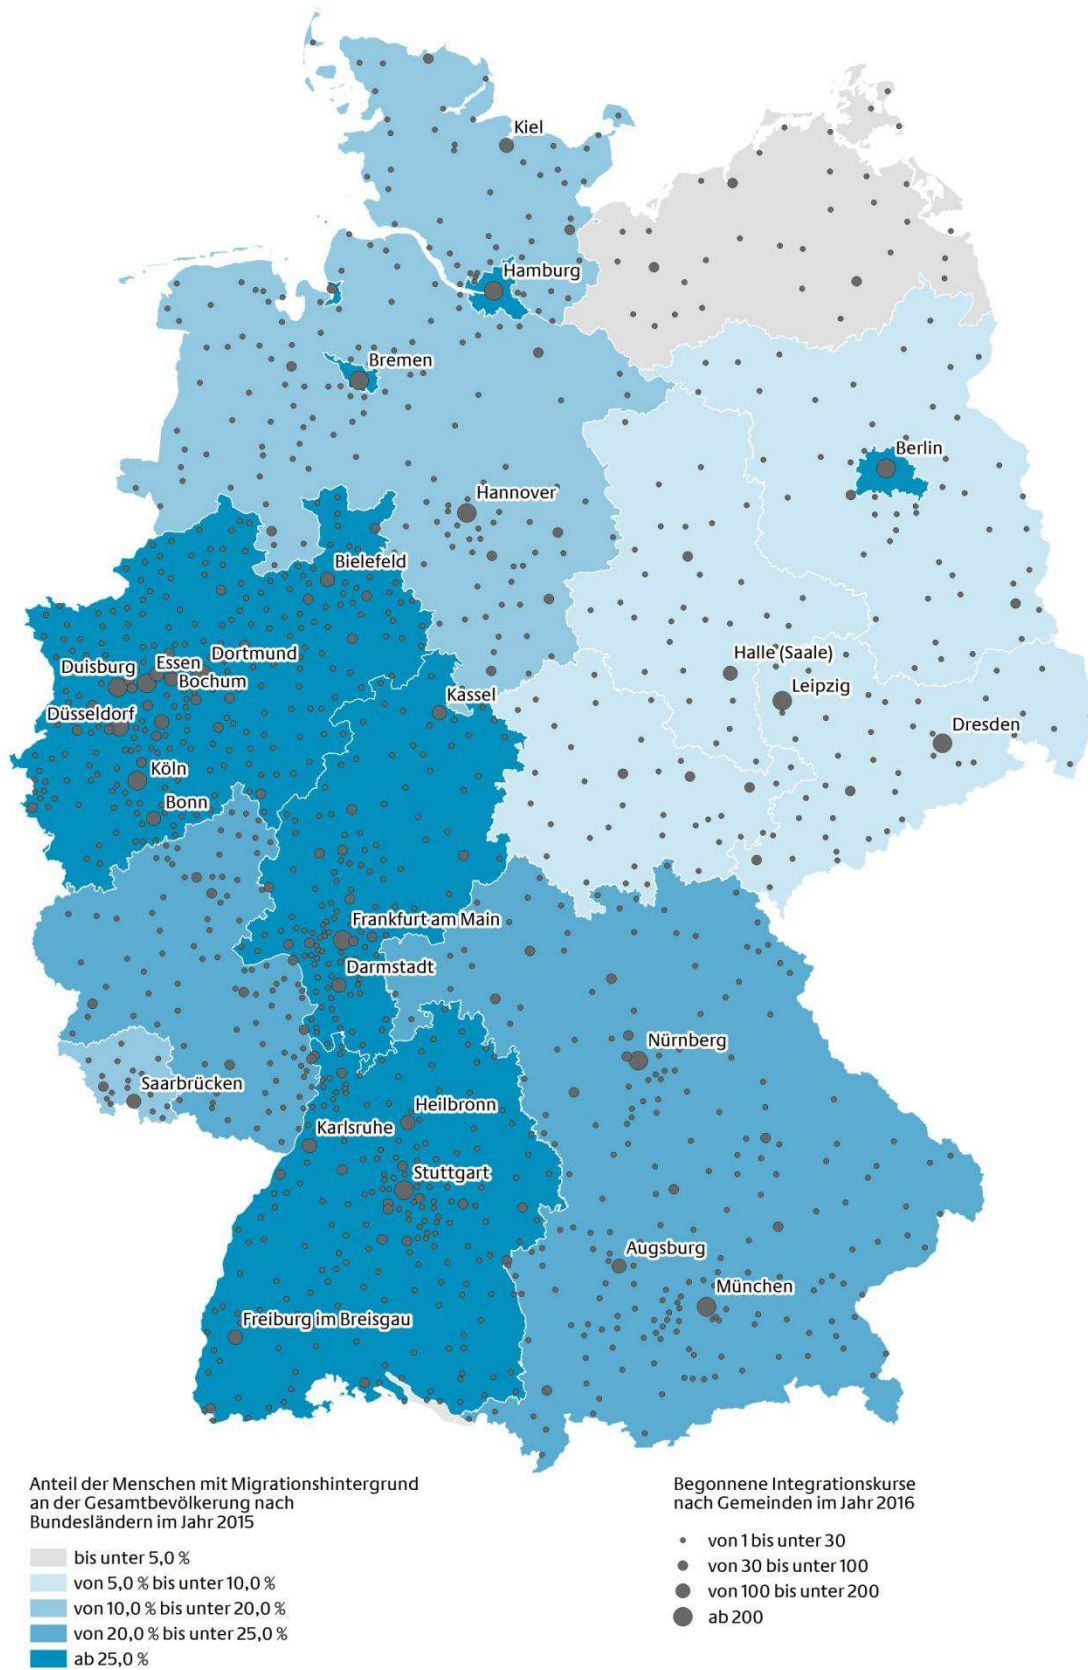 Kiel
Hamburg
Bremen
Berlin
Hannover
Bielefeld
Halle (Saale)
Dortmund
Essen
Duisburg
Bochum
Leipzig
Kassel
Düsseldorf
Dresden
Köln
Bonn
Frankfurt am Main
Darmstadt
Nürnberg
Saarbrücken
Heilbronn
Karlsruhe
Stuttgart
Augsburg
München
Freiburg im Breisgau
Anteil der Menschen mit Migrationshintergrund
an der Gesamtbevölkerung nach
Bundesländern im Jahr 2015
bis unter 5,0 %
von 5,0 % bis unter 10,0 %
von 10,0 % bis unter 20,0 %
von 20,0 % bis unter 25,0 %
ab 25,0 %
Begonnene Integrationskurse
nach Gemeinden im Jahr 2016
von 1 bis unter 30
von 30 bis unter 100
von 100 bis unter 200
ab 200